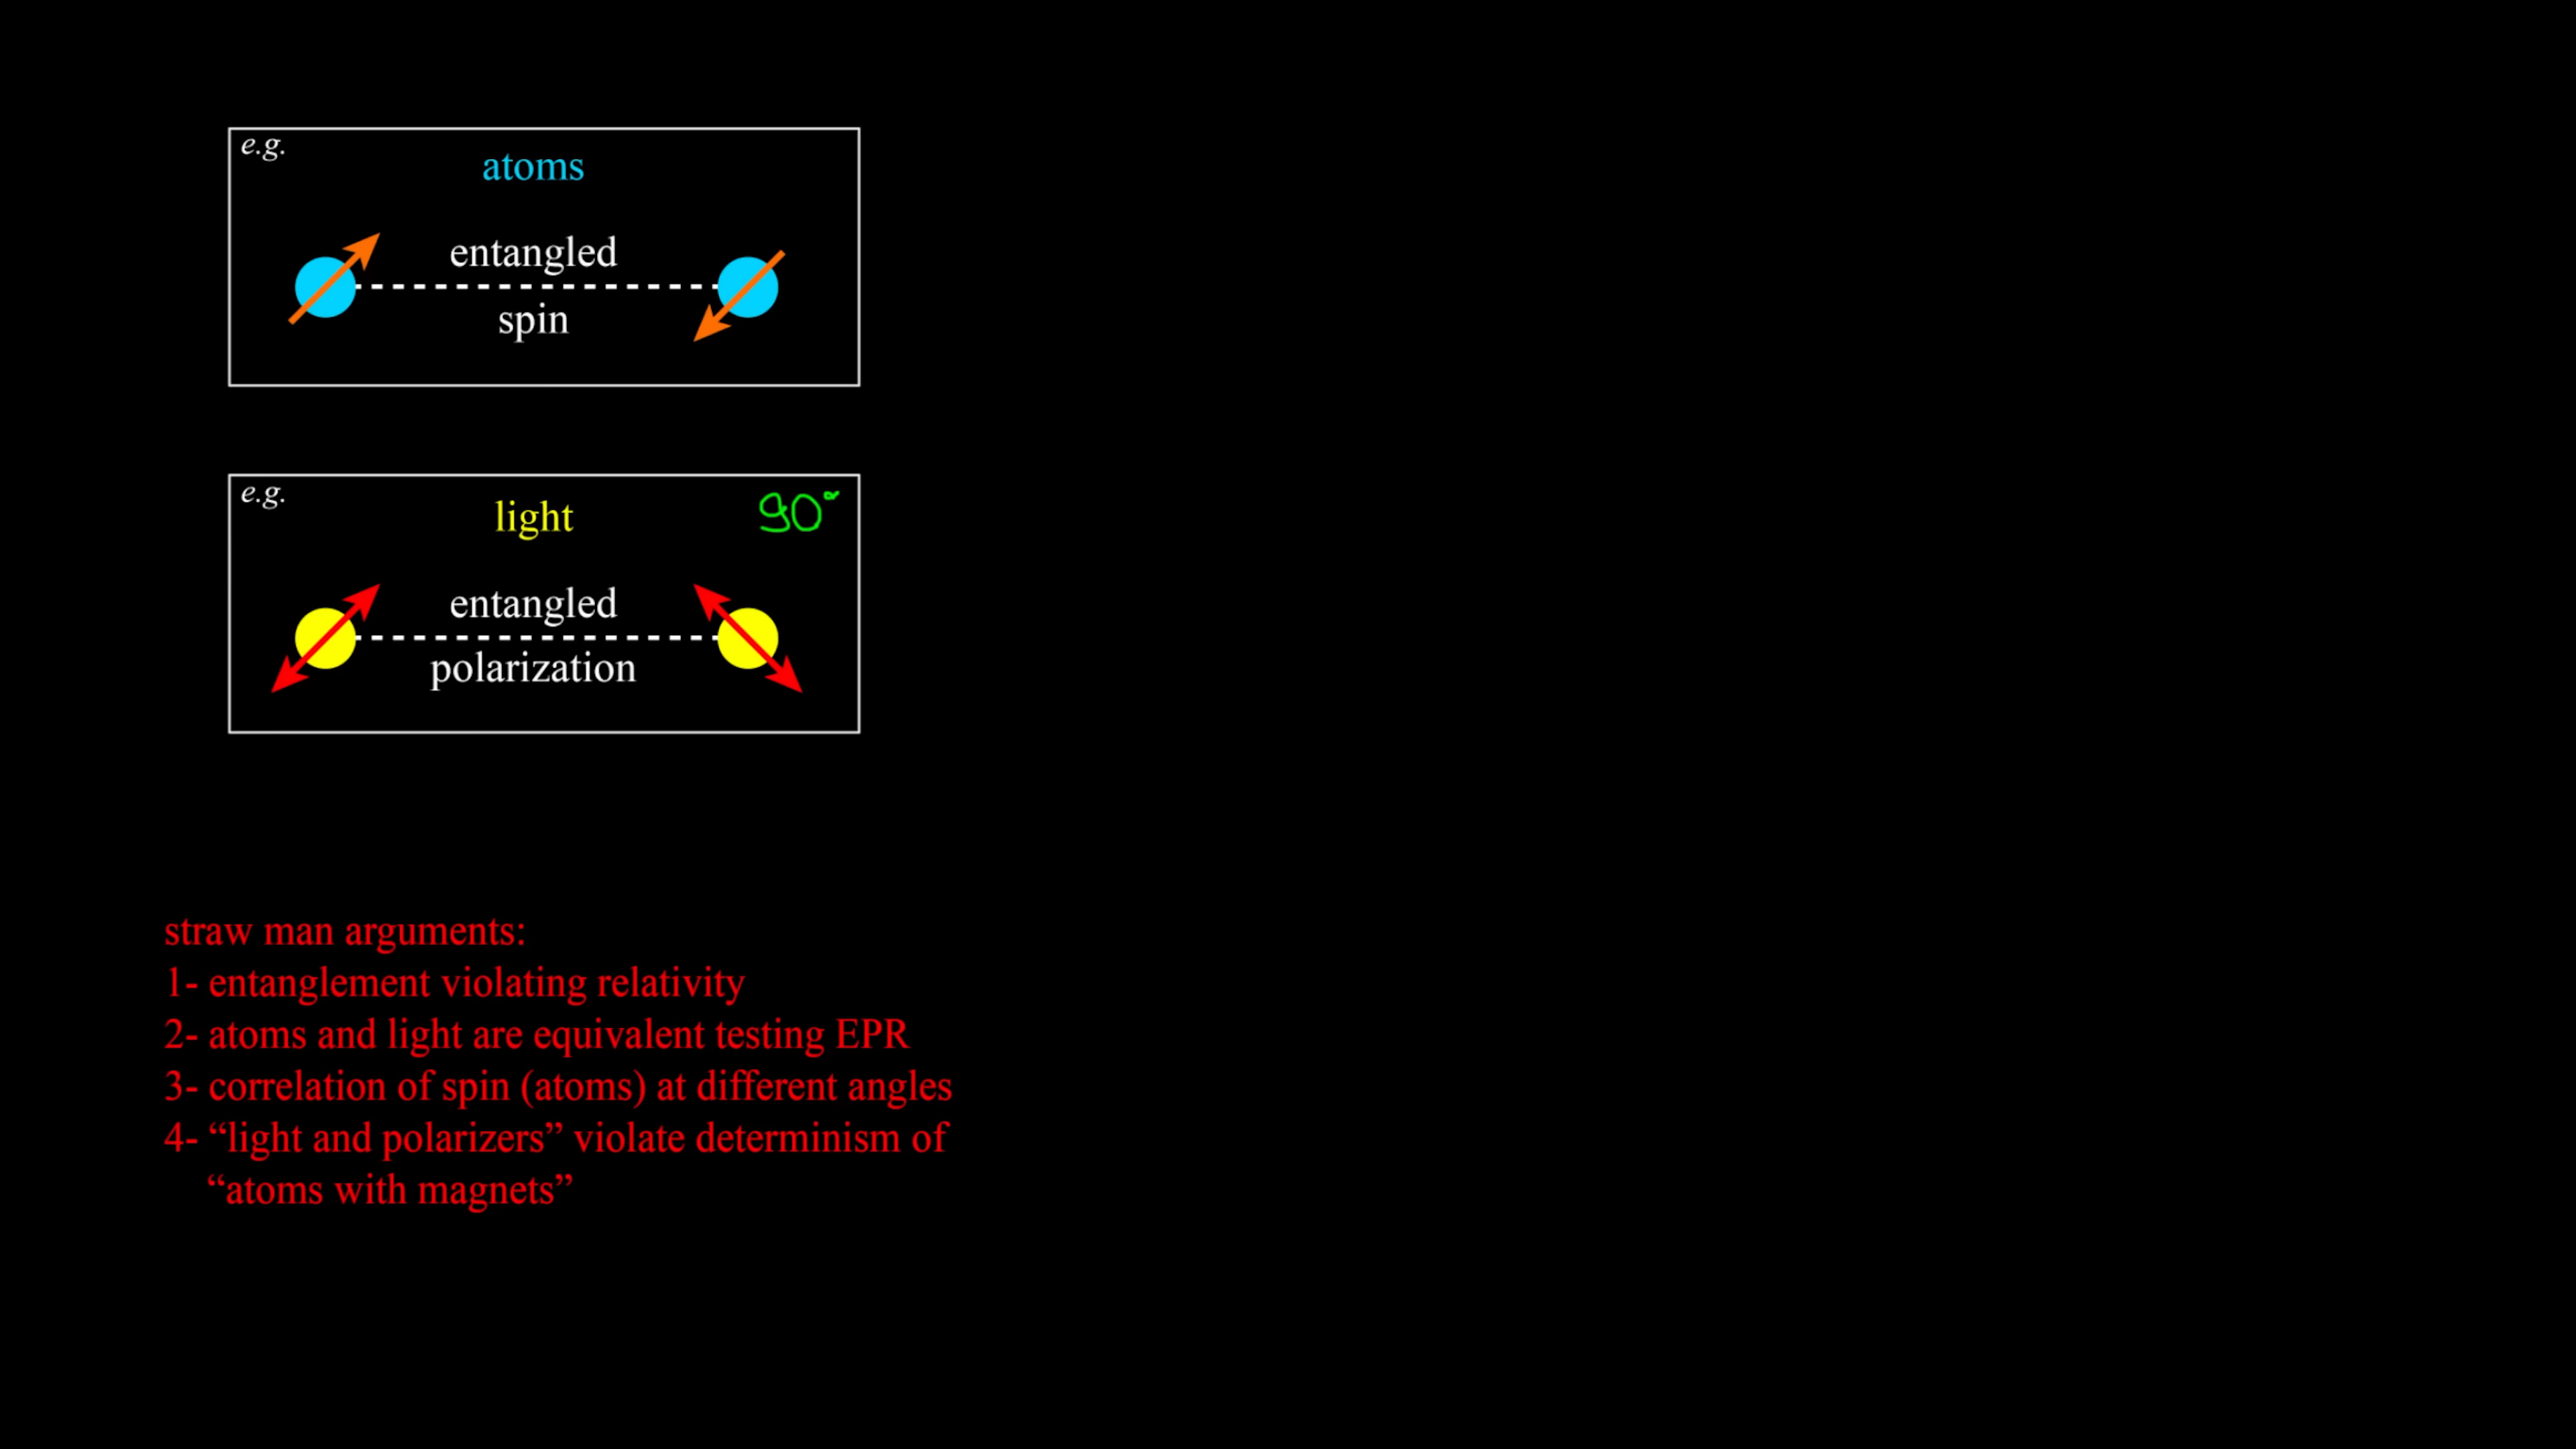 e.g.
atoms
entangled
spin
e.g.
light
90°
entangled
polarization
straw man arguments:
1- entanglement violating relativity
2- atoms and light are equivalent testing EPR
3- correlation of spin (atoms) at different angles
4- “light and polarizers” violate determinism of
“atoms with magnets”